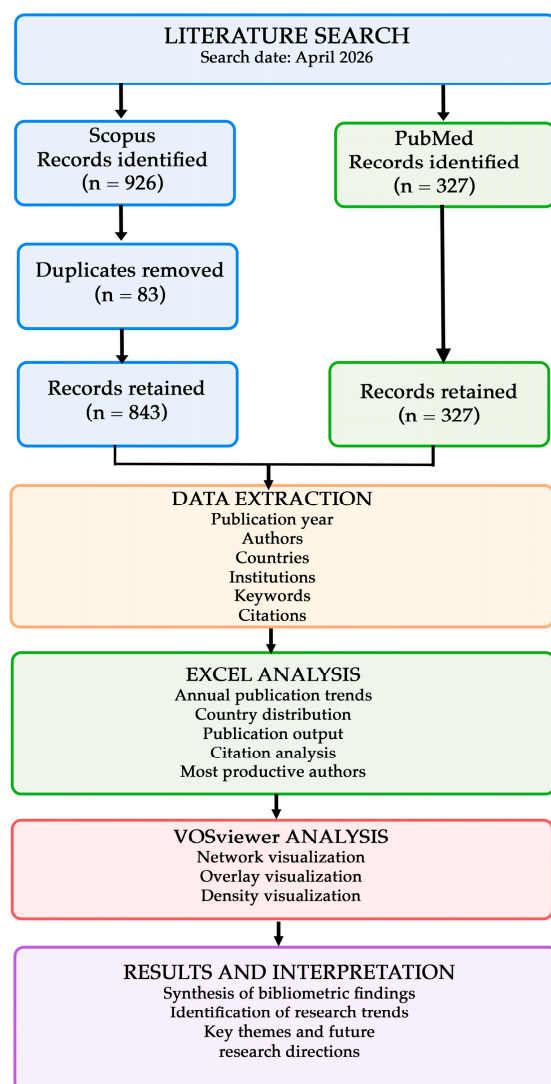 LITERATURE SEARCH
Search date: April 2026
Scopus
Records identified
(n = 926)
PubMed
Records identified
(n = 327)
Duplicates removed
(n = 83)
Records retained
(n = 843)
Records retained
(n = 327)
DATA EXTRACTION
Publication year
Authors
Countries
Institutions
Keywords
Citations
EXCEL ANALYSIS
Annual publication trends
Country distribution
Publication output
Citation analysis
Most productive authors
VOSviewer ANALYSIS
Network visualization
Overlay visualization
Density visualization
RESULTS AND INTERPRETATION
Synthesis of bibliometric findings
Identification of research trends
Key themes and future
research directions